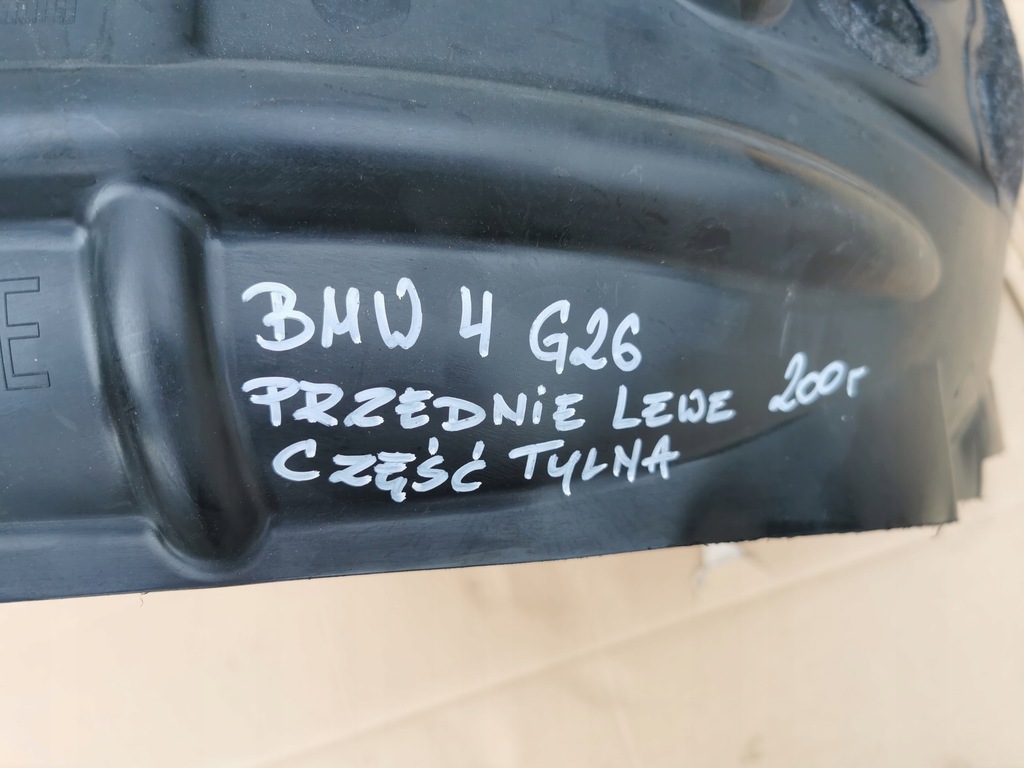 E
BMW 4 G26
PRZEDNIE LEWE 200r
CZĘŚĆ TYLNA